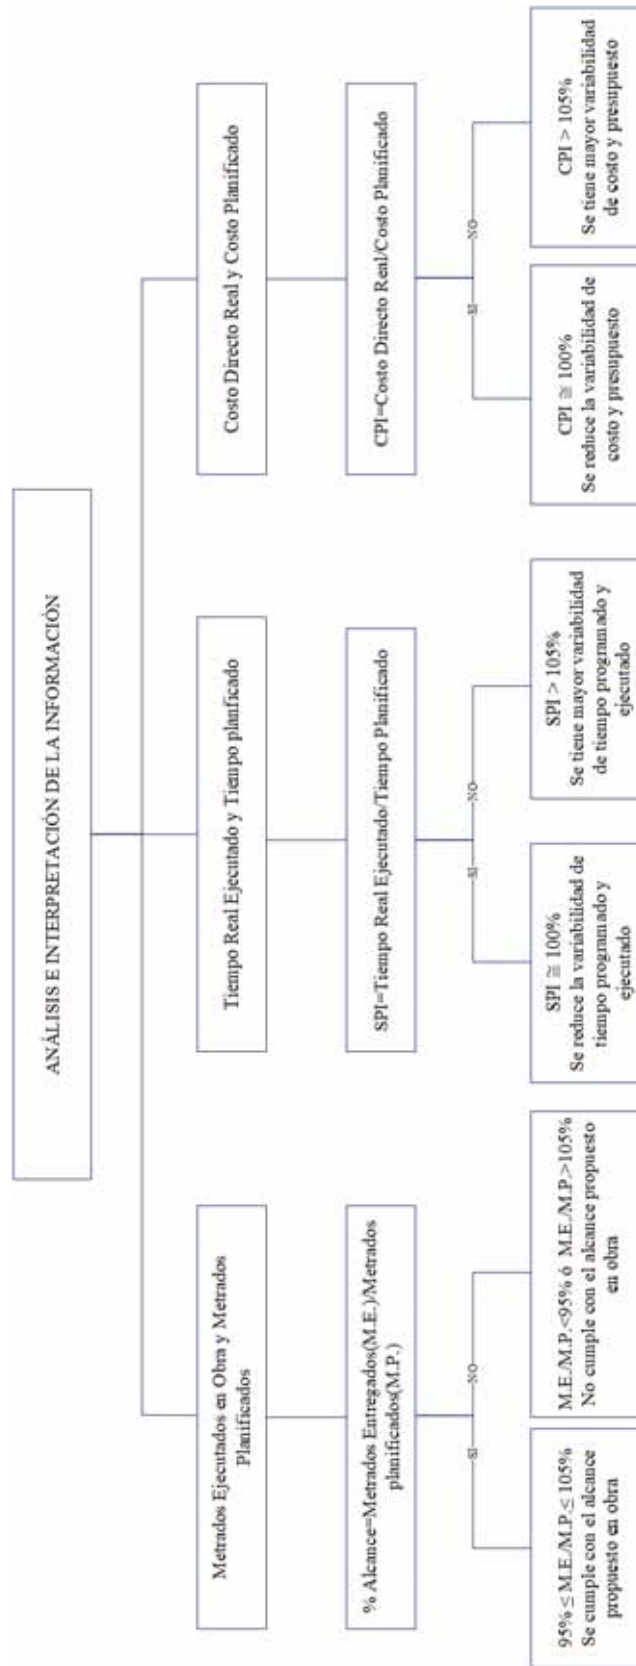 ANÁLISIS E INTERPRETACIÓN DE LA INFORMACIÓN
Metrados Ejecutados en Obra y Metrados
Planificados
Tiempo Real Ejecutado y Tiempo planficado
Costo Directo Real y Costo Planificado
% Alcance=Metrados Entregados(M.E.)/Metrados
planificados(M.P.)
SPI=Tiempo Real Ejecutado/Tiempo Planificado
CPI=Costo Directo Real/Costo Planificado
SI
NO
SI
NO
SI
NO
95% ≤ M.E./M.P. ≤ 105%
Se cumple con el alcance
propuesto en obra
M.E./M.P.<95% ó M.E./M.P.>105%
No cumple con el alcance propuesto
en obra
SPI ≅ 100%
Se reduce la variabilidad de
tiempo programado y
ejecutado
SPI > 105%
Se tiene mayor variabilidad
de tiempo programado y
ejecutado
CPI ≅ 100%
Se reduce la variabilidad de
costo y presupuesto
CPI > 105%
Se tiene mayor variabilidad
de costo y presupuesto